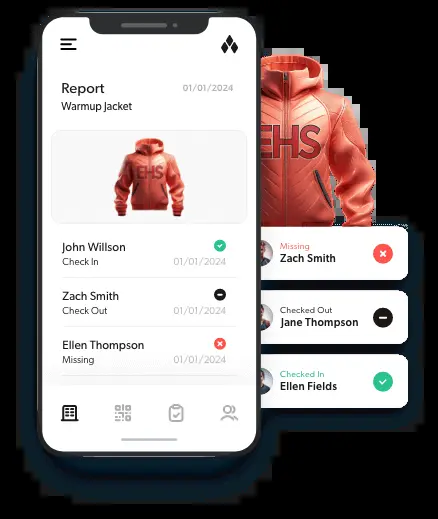 Report
01/01/2024
Warmup Jacket
EHS
EHS
John Willson
Check In
01/01/2024
Zach Smith
Check Out
01/01/2024
Ellen Thompson
Missing
01/01/2024
Missing
Zach Smith
Checked Out
Jane Thompson
Checked In
Ellen Fields